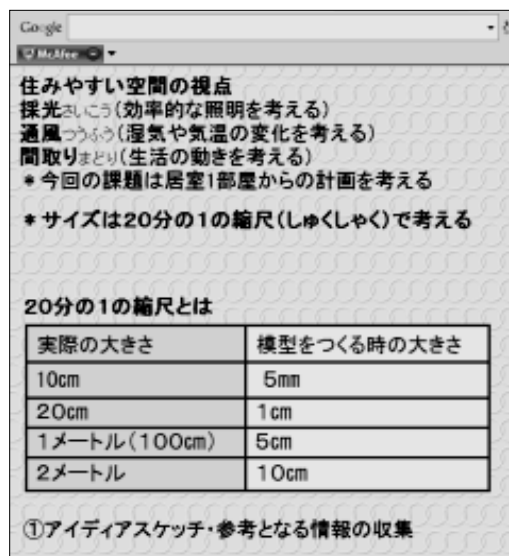 Google
McAfee
住みやすい空間の視点
採光さいこう(効率的な照明を考える)
通風つうふう(湿気や気温の変化を考える)
間取りまどり(生活の動きを考える)
*今回の課題は居室1部屋からの計画を考える
*サイズは20分の1の縮尺(しゅくしゃく)で考える
20分の1の縮尺とは
実際の大きさ 模型をつくる時の大きさ
10cm 5mm
20cm 1cm
1メートル(100cm) 5cm
2メートル 10cm
①アイディアスケッチ・参考となる情報の収集